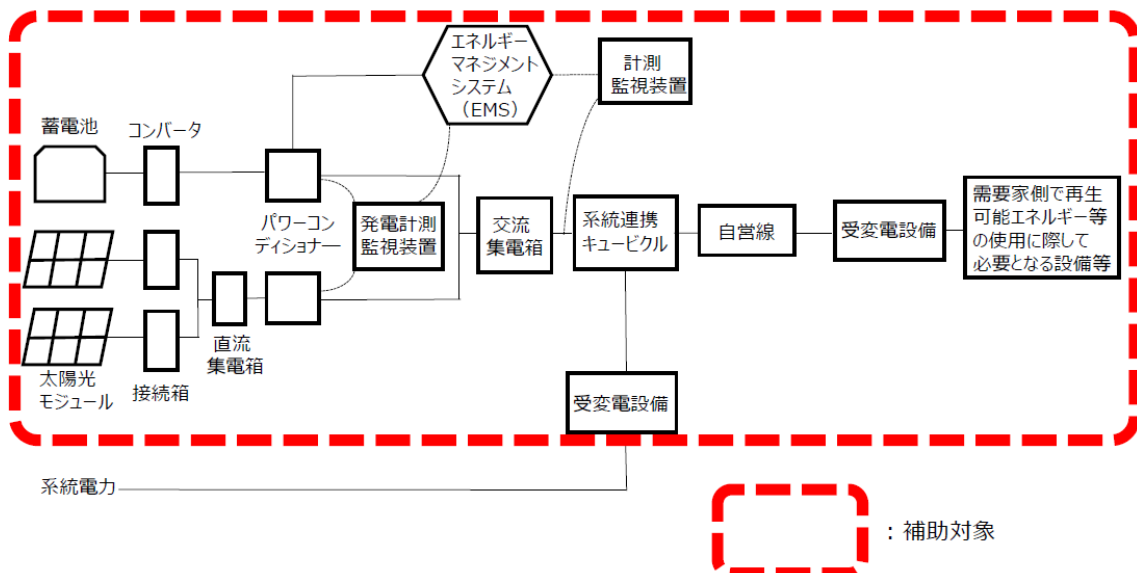 エネルギー
マネジメント
システム
（EMS）
計測
監視装置
蓄電池
コンバータ
パワーコン
ディショナー
発電計測
監視装置
交流
集電箱
系統連携
キュービクル
自営線
受変電設備
需要家側で再生
可能エネルギー等
の使用に際して
必要となる設備等
直流
集電箱
太陽光
モジュール
接続箱
受変電設備
系統電力
：補助対象